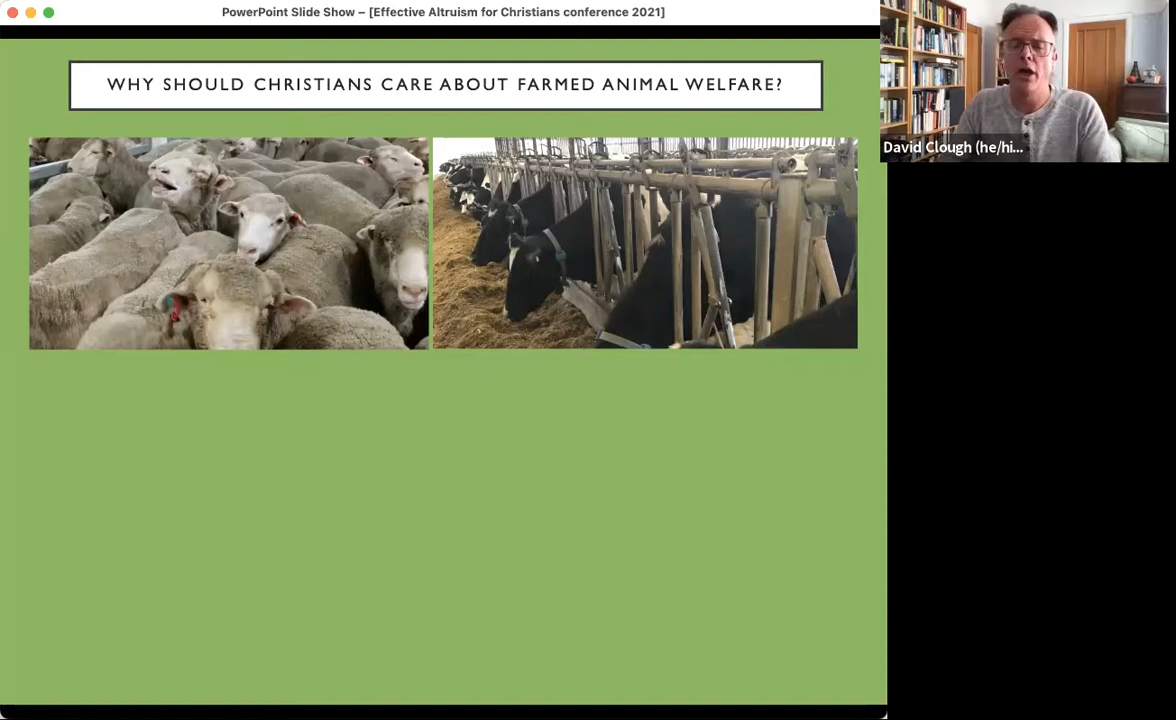 PowerPoint Slide Show – [Effective Altruism for Christians conference 2021]
WHY SHOULD CHRISTIANS CARE ABOUT FARMED ANIMAL WELFARE?
David Clough (he/hi...